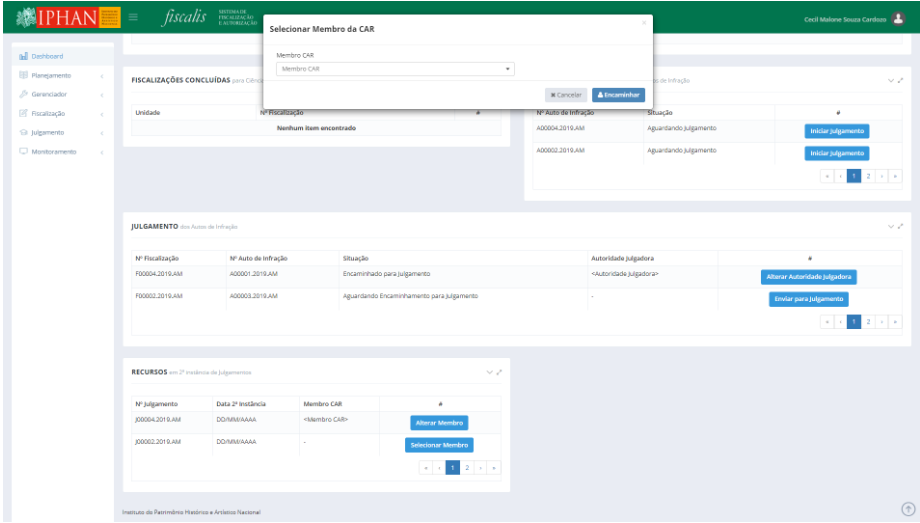 IPHAN
fiscalis
SISTEMA DE
FISCALIZAÇÃO
E AUTORIZAÇÃO
Cecil Malone Souza Cardozo
Selecionar Membro da CAR
×
Membro CAR
Membro CAR
Cancelar
Encaminhar
Dashboard
Planejamento
Gerenciador
Fiscalização
Julgamento
Monitoramento
FISCALIZAÇÕES CONCLUÍDAS para Ciênc
Unidade Nº Fiscalização #
Nenhum item encontrado
de Infração
Nº Auto de Infração Situação #
A00004.2019.AM Aguardando Julgamento Iniciar Julgamento
A00002.2019.AM Aguardando Julgamento Iniciar Julgamento
« ‹ 1 2 › »
JULGAMENTO dos Autos de Infração
Nº Fiscalização Nº Auto de Infração Situação Autoridade Julgadora #
F00004.2019.AM A00001.2019.AM Encaminhado para Julgamento <Autoridade Julgadora> Alterar Autoridade Julgadora
F00002.2019.AM A00003.2019.AM Aguardando Encaminhamento para Julgamento - Enviar para Julgamento
« ‹ 1 2 › »
RECURSOS em 2ª Instância de Julgamentos
Nº Julgamento Data 2ª Instância Membro CAR #
J00004.2019.AM DD/MM/AAAA <Membro CAR> Alterar Membro
J00002.2019.AM DD/MM/AAAA - Selecionar Membro
« ‹ 1 2 › »
Instituto do Patrimônio Histórico e Artístico Nacional